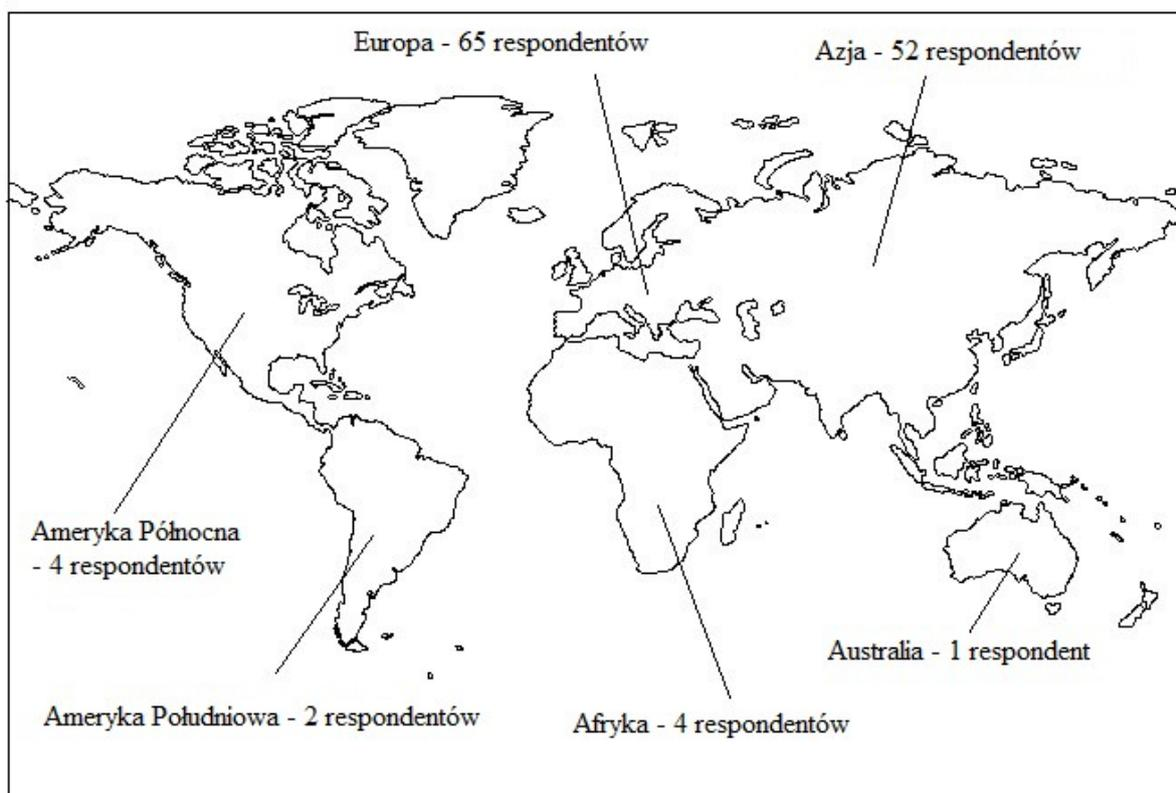 Europa - 65 respondentów
Azja - 52 respondentów
Ameryka Północna
- 4 respondentów
Australia - 1 respondent
Ameryka Południowa - 2 respondentów
Afryka - 4 respondentów